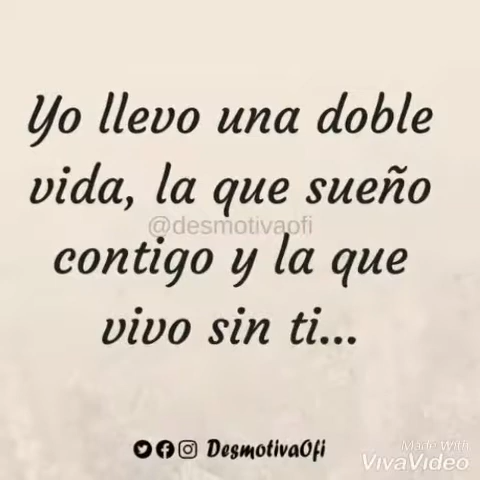 Yo llevo una doble
vida, la que sueño
@desmotivaofi
contigo y la que
vivo sin ti...
DesmotivaOfi
Made With
VivaVideo